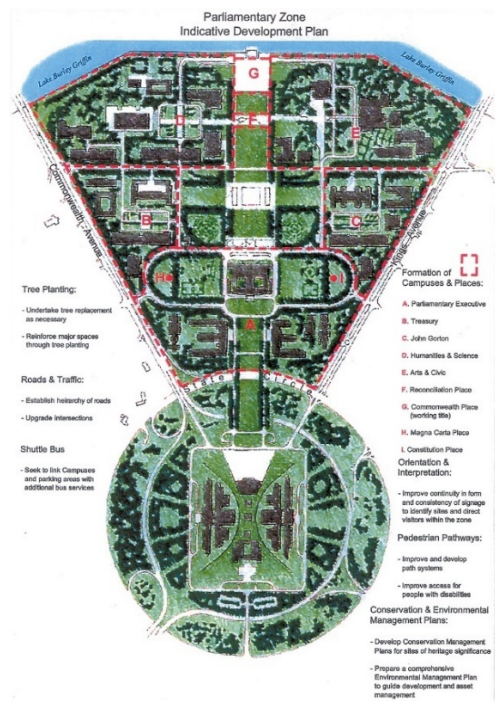 Parliamentary Zone
Indicative Development Plan
Lake Burley Griffin
Lake Burley Griffin
G
D
F
E
Commonwealth Avenue
Kings Avenue
B
C
H
I
A
State Circle
Tree Planting:
- Undertake tree replacement
as necessary
- Reinforce major spaces
through tree planting
Roads & Traffic:
- Establish heirarchy of roads
- Upgrade intersections
Shuttle Bus
- Seek to link Campuses
and parking areas with
additional bus services
Formation of
Campuses & Places:
A. Parliamentary Executive
B. Treasury
C. John Gorton
D. Humanities & Science
E. Arts & Civic
F. Reconciliation Place
G. Commonwealth Place
(working title)
H. Magna Carta Place
I. Constitution Place
Orientation &
Interpretation:
- Improve continuity in form
and consistency of signage
to identify sites and direct
visitors within the zone
Pedestrian Pathways:
- Improve and develop
path systems
- Improve access for
people with disabilities
Conservation & Environmental
Management Plans:
- Develop Conservation Management
Plans for sites of heritage significance
- Prepare a comprehensive
Environmental Management Plan
to guide development and asset
management